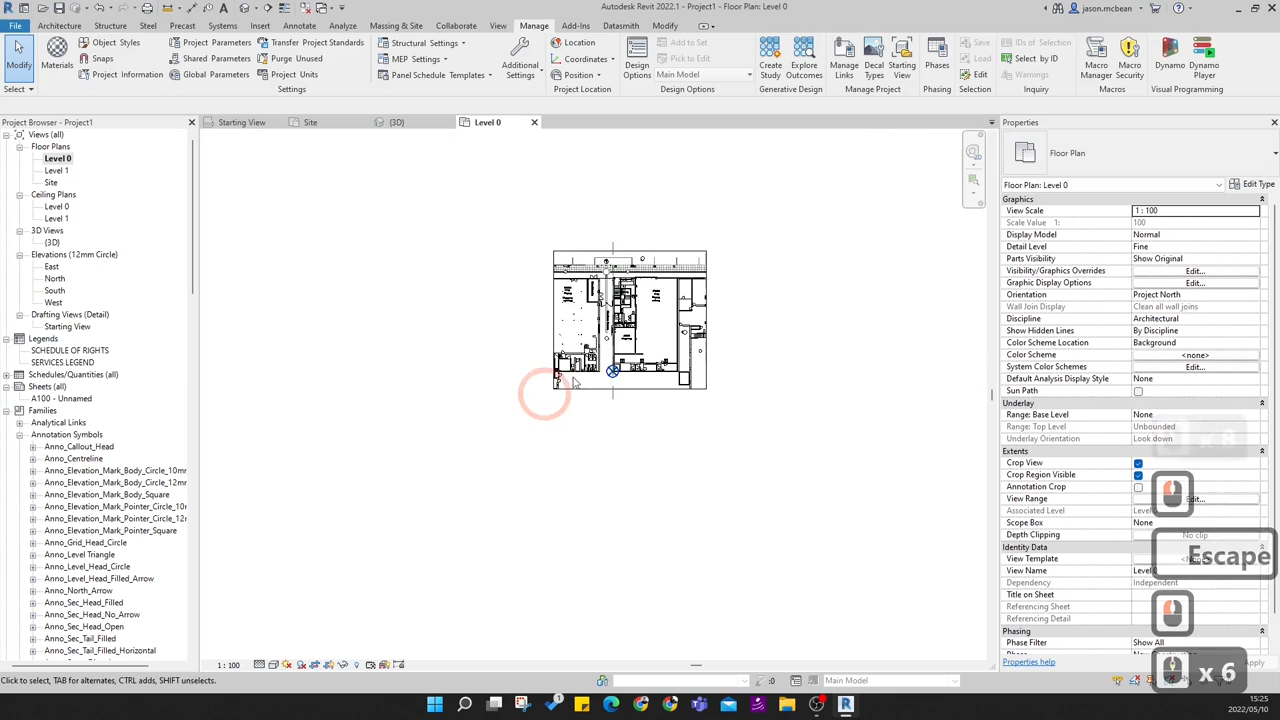 Autodesk Revit 2022.1 - Project1 - Floor Plan: Level 0
jason.mcbean
File Architecture Structure Steel Precast Systems Insert Annotate Analyze Massing & Site Collaborate View Manage Add-Ins Datasmith Modify
Modify
Select
Materials
Object Styles
Snaps
Project Information
Project Parameters
Shared Parameters
Global Parameters
Transfer Project Standards
Purge Unused
Project Units
Settings
Structural Settings
MEP Settings
Panel Schedule Templates
Additional Settings
Location
Coordinates
Position
Project Location
Design Options
Add to Set
Pick to Edit
Main Model
Design Options
Create Study
Explore Outcomes
Generative Design
Manage Links
Decal Types
Starting View
Manage Project
Phases
Phasing
Save
Load
Edit
Selection
IDs of Selection
Select by ID
Warnings
Inquiry
Macro Manager
Macro Security
Macros
Dynamo
Dynamo Player
Visual Programming
Project Browser - Project1
Starting View
Site
{3D}
Level 0
Views (all)
Floor Plans
Level 0
Level 1
Site
Ceiling Plans
Level 0
Level 1
3D Views
{3D}
Elevations (12mm Circle)
East
North
South
West
Drafting Views (Detail)
Starting View
Legends
SCHEDULE OF RIGHTS
SERVICES LEGEND
Schedules/Quantities (all)
Sheets (all)
A100 - Unnamed
Families
Analytical Links
Annotation Symbols
Anno_Callout_Head
Anno_Centreline
Anno_Elevation_Mark_Body_Circle_10mm
Anno_Elevation_Mark_Body_Circle_12mm
Anno_Elevation_Mark_Body_Square
Anno_Elevation_Mark_Pointer_Circle_10
Anno_Elevation_Mark_Pointer_Circle_12
Anno_Elevation_Mark_Pointer_Square
Anno_Grid_Head_Circle
Anno_Level Triangle
Anno_Level_Head_Circle
Anno_Level_Head_Filled_Arrow
Anno_North_Arrow
Anno_Sec_Head_Filled
Anno_Sec_Head_No_Arrow
Anno_Sec_Head_Open
Anno_Sec_Tail_Filled
Anno_Sec_Tail_Filled_Horizontal
Properties
Floor Plan
Floor Plan: Level 0
Edit Type
Graphics
View Scale 1 : 100
Scale Value 1: 100
Display Model Normal
Detail Level Fine
Parts Visibility Show Original
Visibility/Graphics Overrides Edit...
Graphic Display Options Edit...
Orientation Project North
Wall Join Display Clean all wall joins
Discipline Architectural
Show Hidden Lines By Discipline
Color Scheme Location Background
Color Scheme <none>
System Color Schemes Edit...
Default Analysis Display Style None
Sun Path
Underlay
Range: Base Level None
Range: Top Level Unbounded
Underlay Orientation Look down
x 8
Extents
Crop View
Crop Region Visible
Annotation Crop
View Range Edit...
Associated Level Level
Scope Box None
Depth Clipping No clip
Identity Data
View Template
View Name Level 0
Dependency Independent
Title on Sheet
Referencing Sheet
Referencing Detail
Phasing
Phase Filter Show All
Escape
x 6
Properties help
Apply
1 : 100
Click to select, TAB for alternates, CTRL adds, SHIFT unselects.
:0
Main Model
15:25
2022/05/10